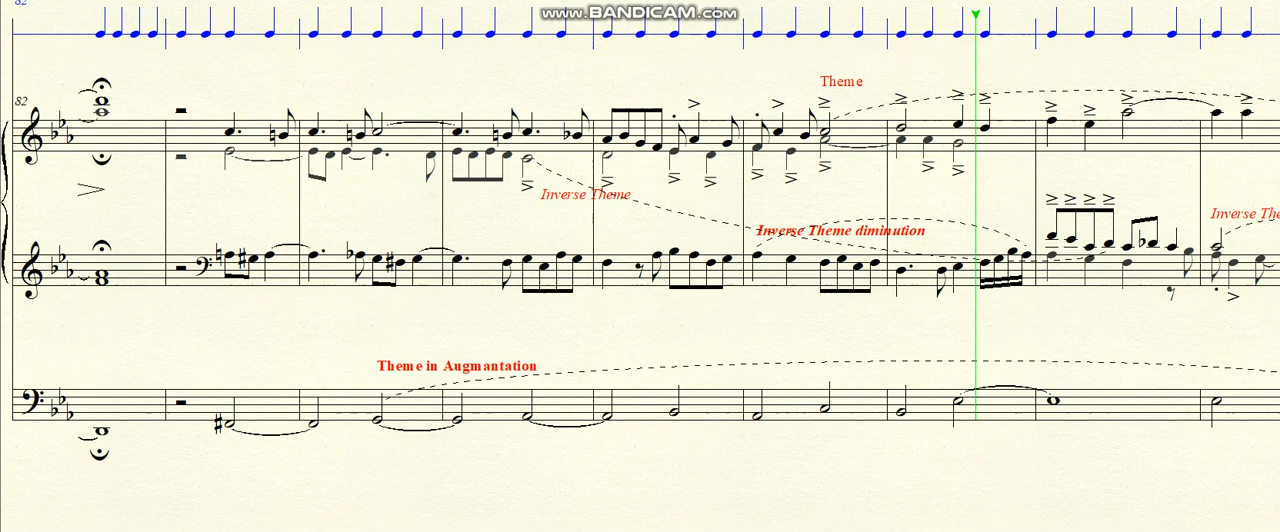 82
www.BANDICAM.com
82
Theme
Inverse Theme
Inverse Theme diminution
Inverse The
Theme in Augmantation